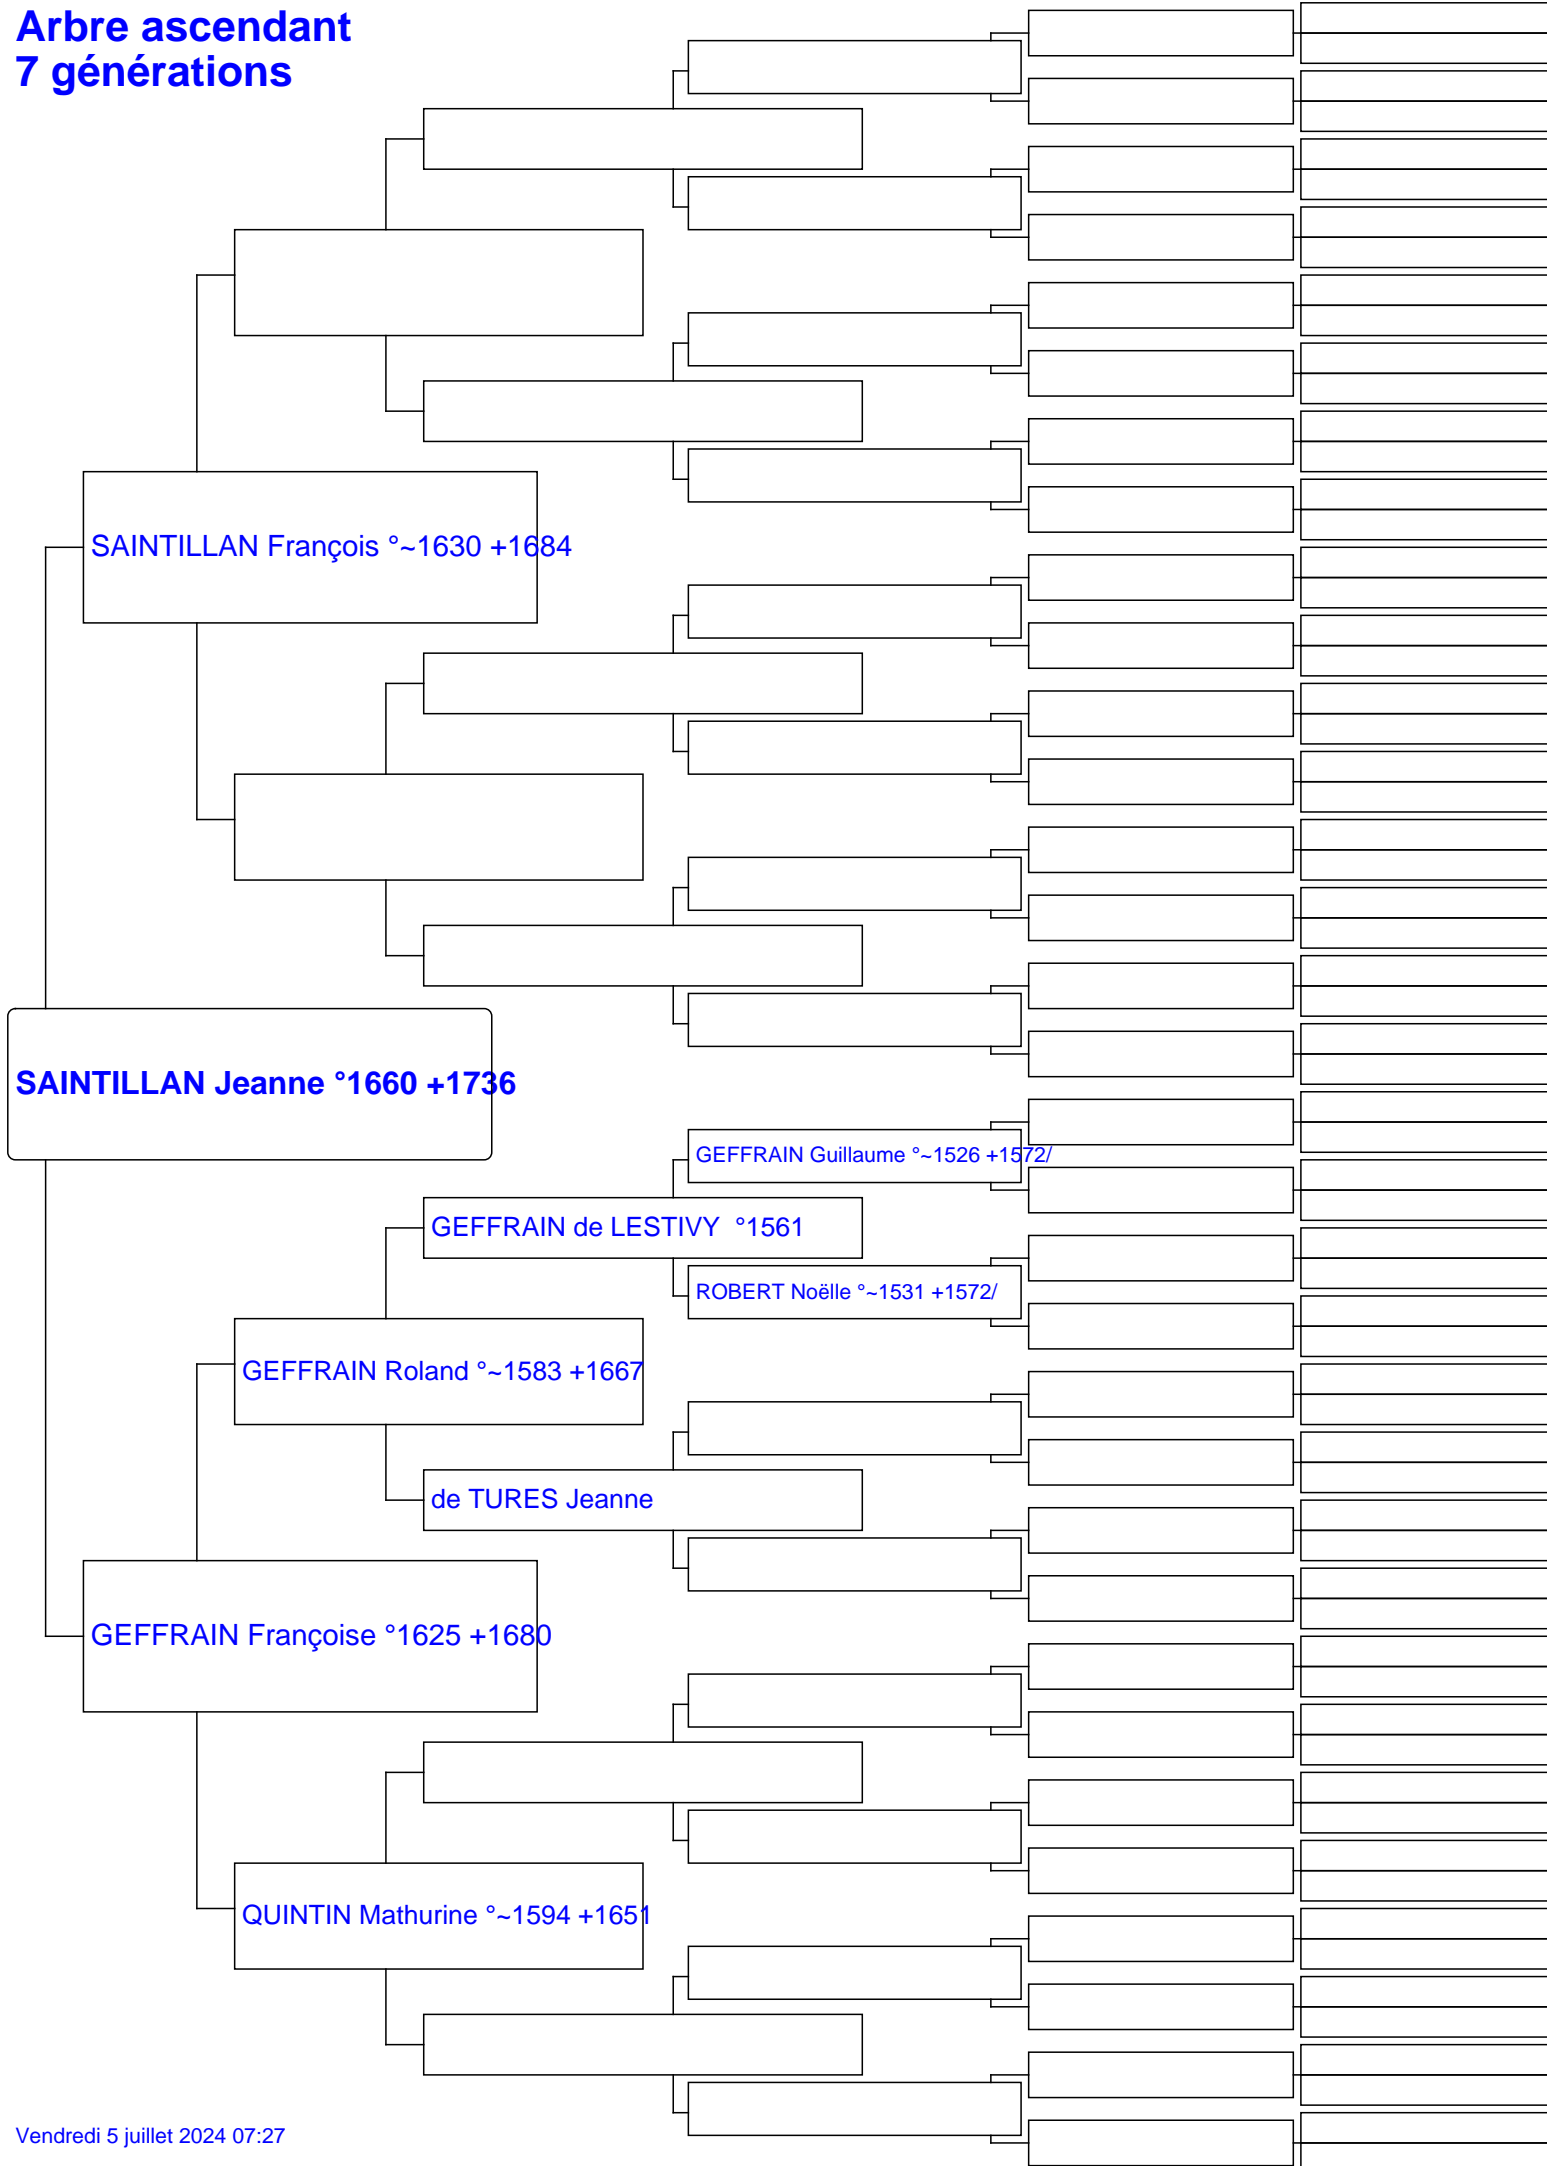 Arbre ascendant
7 générations
SAINTILLAN François °~1630 +1684
SAINTILLAN Jeanne °1660 +1736
GEFFRAIN Guillaume °~1526 +1572/
GEFFRAIN de LESTIVY  °1561
ROBERT Noëlle °~1531 +1572/
GEFFRAIN Roland °~1583 +1667
de TURES Jeanne
GEFFRAIN Françoise °1625 +1680
QUINTIN Mathurine °~1594 +1651
Vendredi 5 juillet 2024 07:27